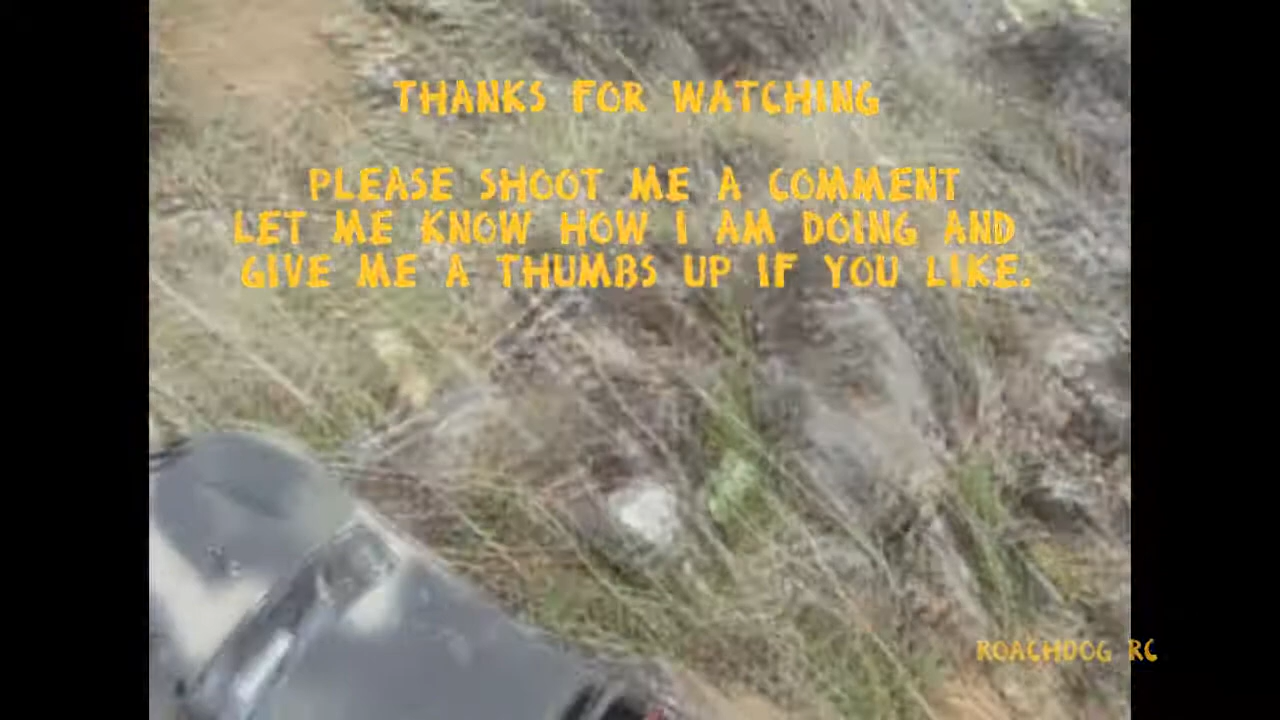 THANKS FOR WATCHING
PLEASE SHOOT ME A COMMENT
LET ME KNOW HOW I AM DOING AND
GIVE ME A THUMBS UP IF YOU LIKE.
ROACHDOG RC